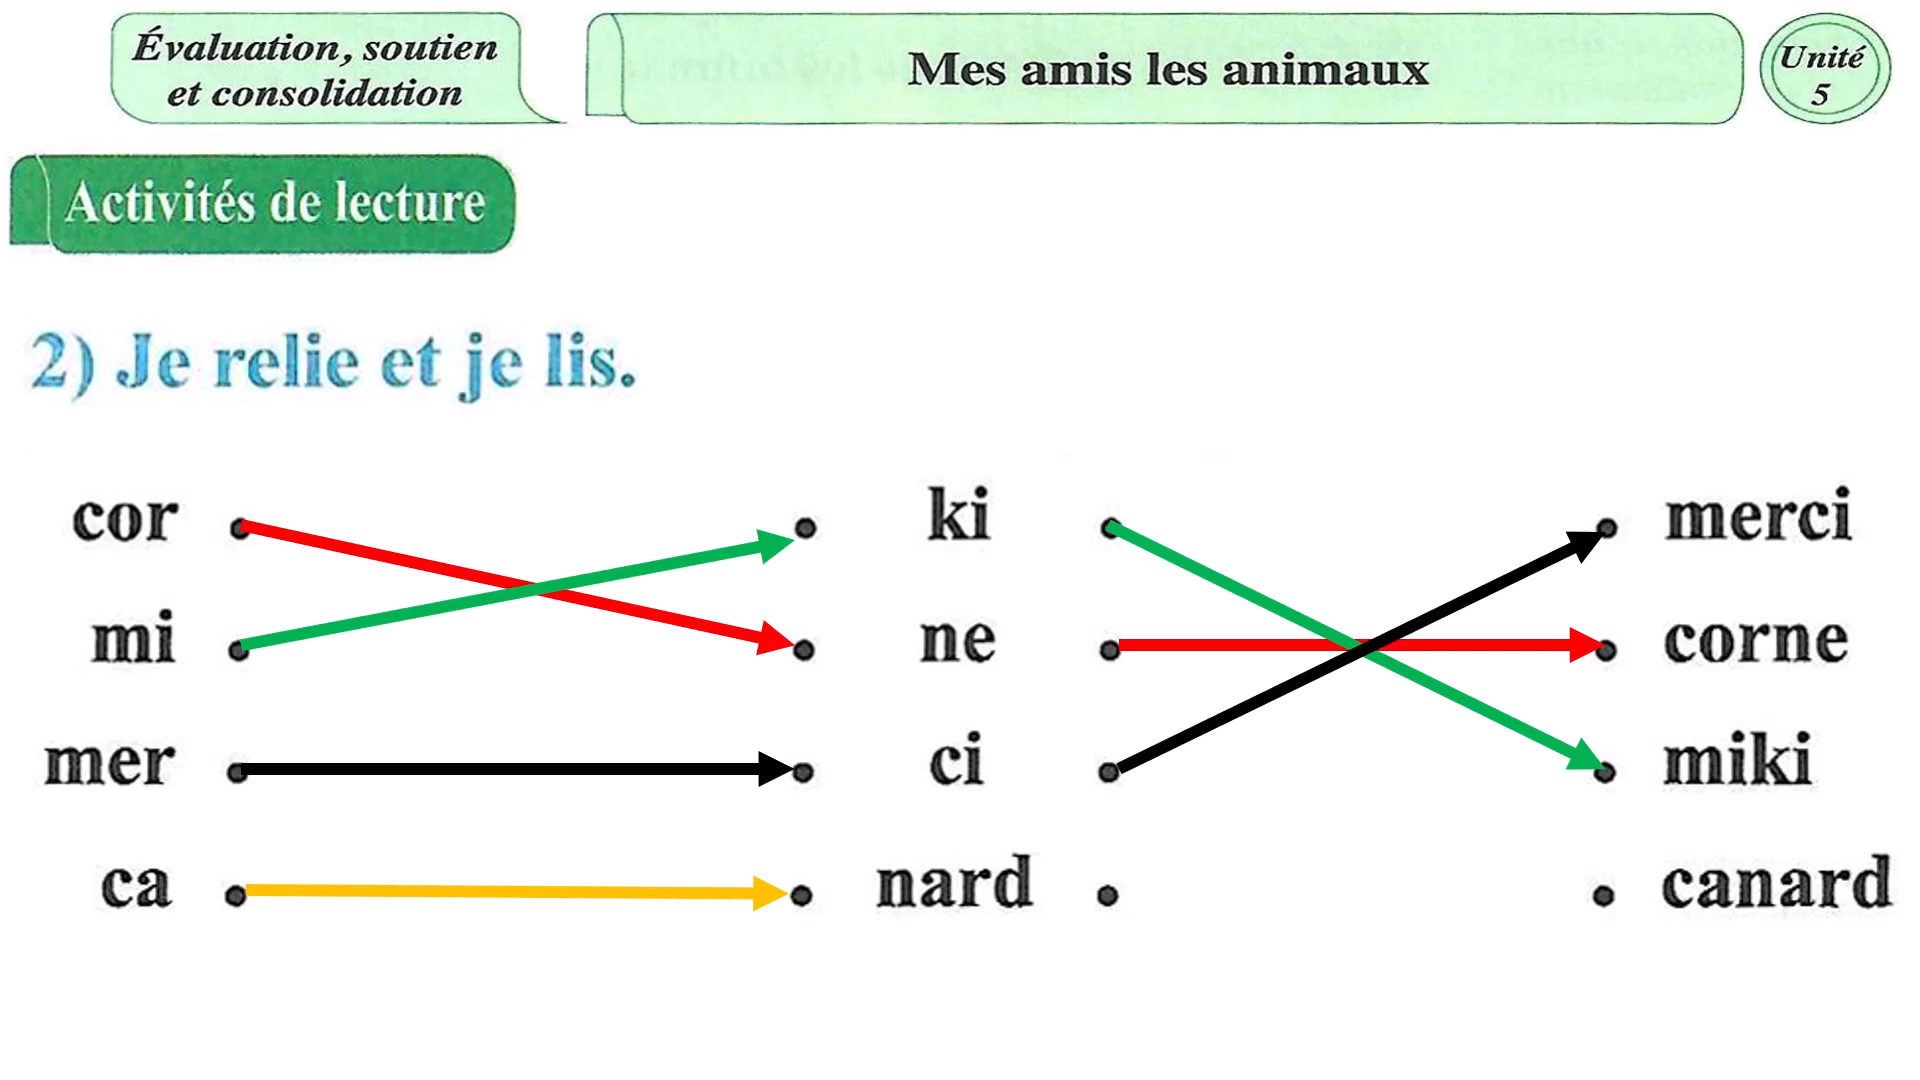 Évaluation, soutien
et consolidation
Mes amis les animaux
Unité
5
Activités de lecture
2) Je relie et je lis.
cor ki merci
mi ne corne
mer ci miki
ca nard canard